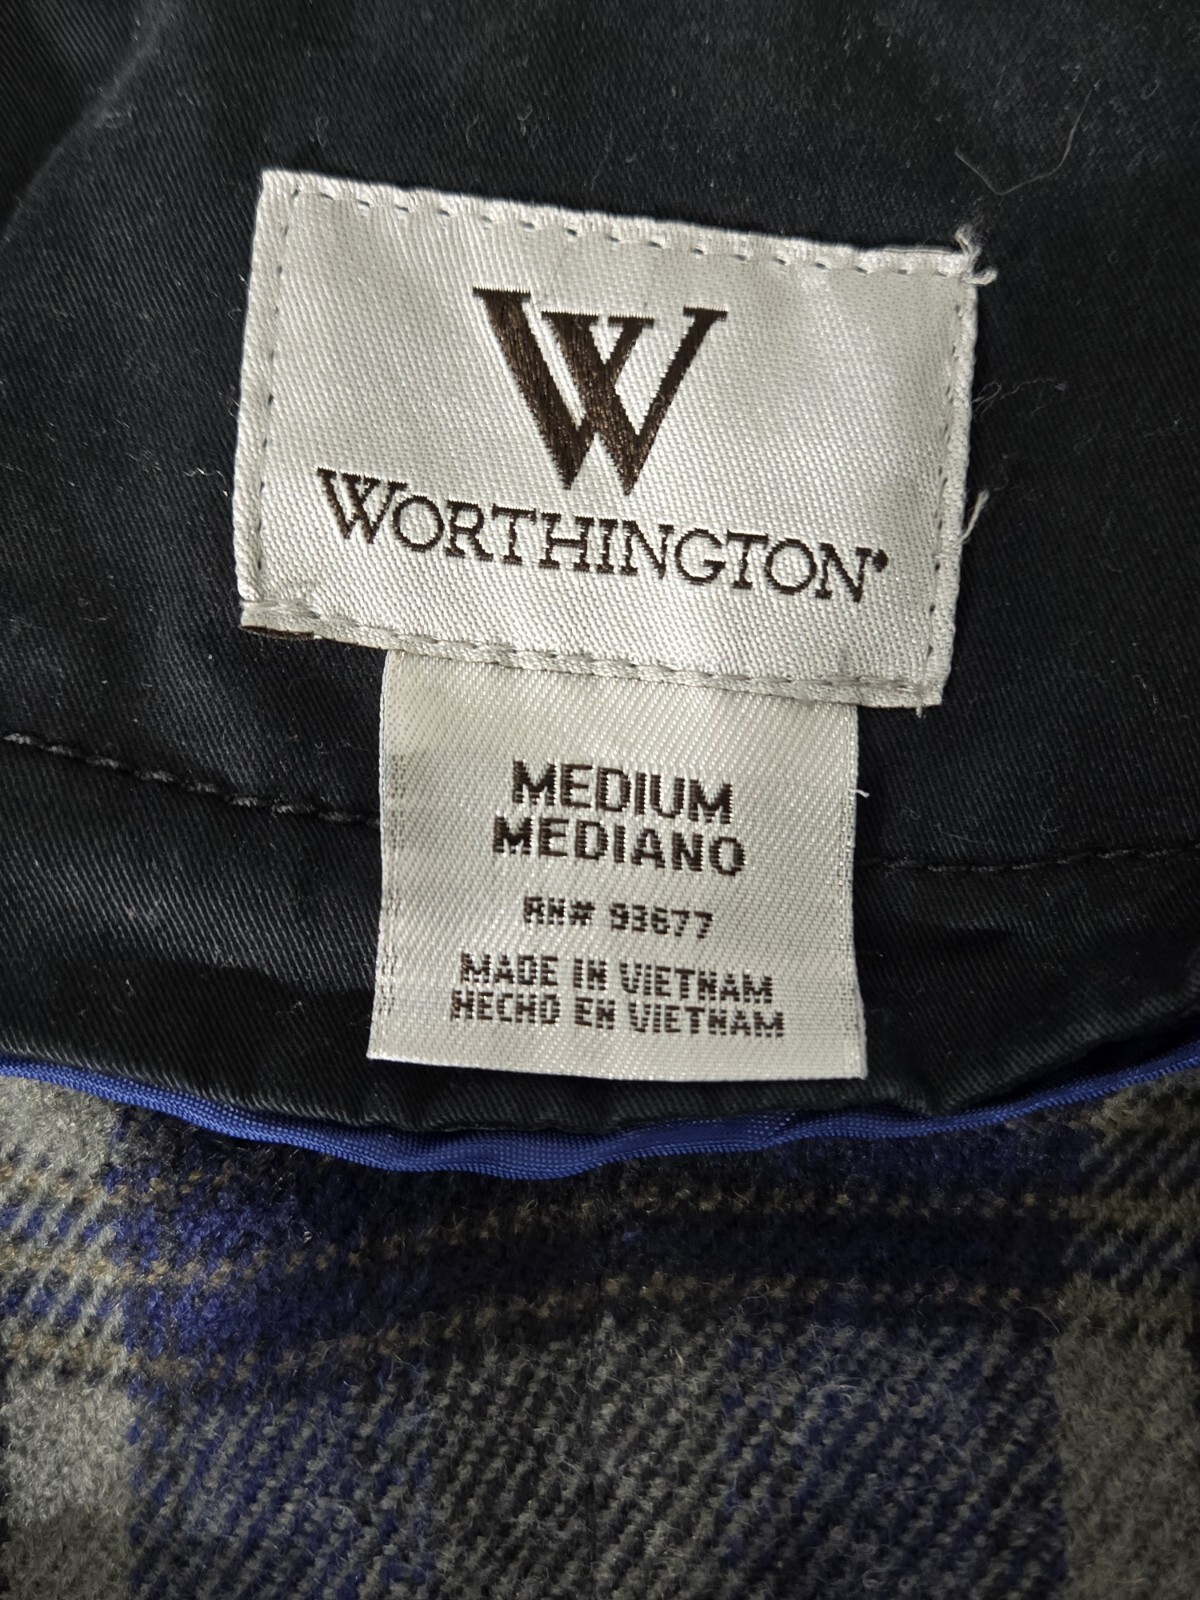 W
WORTHINGTON
MEDIUM
MEDIANO
RN# 93677
MADE IN VIETNAM
HECHO EN VIETNAM